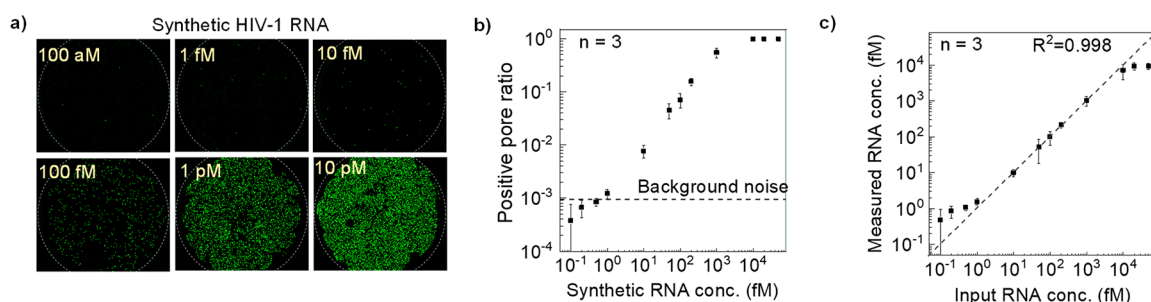 a)
Synthetic HIV-1 RNA
100 aM
1 fM
10 fM
100 fM
1 pM
10 pM
b)
n = 3
Background noise
10⁰
10⁻¹
10⁻²
10⁻³
10⁻⁴
Positive pore ratio
10⁻¹ 10⁰ 10¹ 10² 10³ 10⁴
Synthetic RNA conc. (fM)
c)
n = 3
R²=0.998
10⁴
10³
10²
10¹
10⁰
10⁻¹
Measured RNA conc. (fM)
10⁻¹ 10⁰ 10¹ 10² 10³ 10⁴
Input RNA conc. (fM)